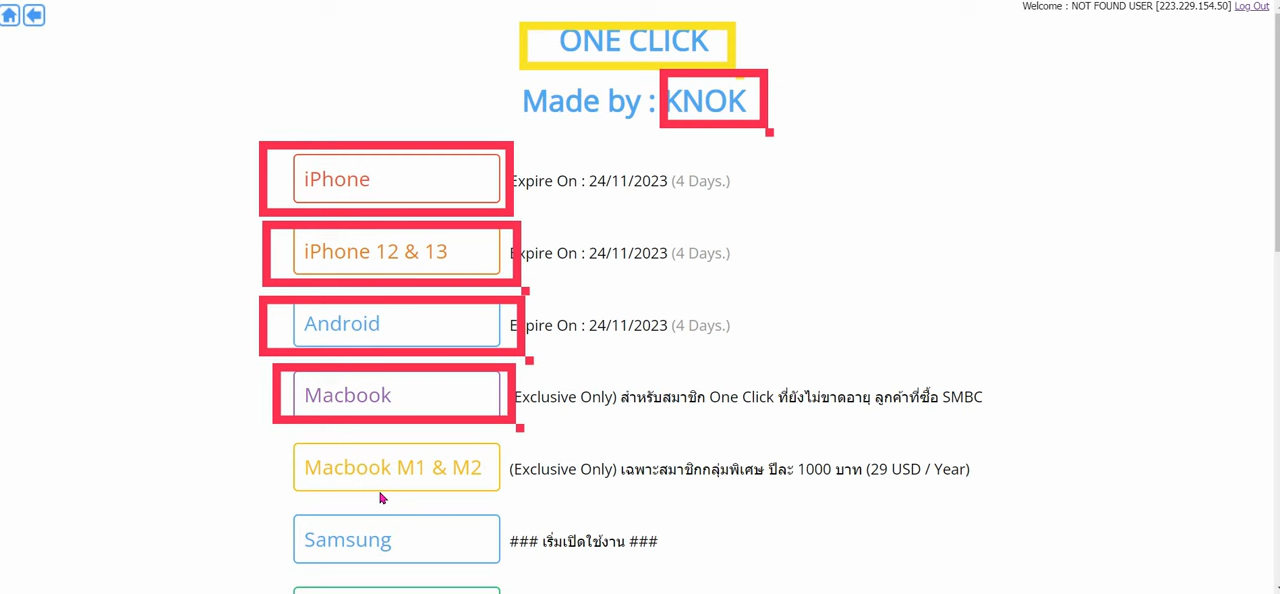 Welcome : NOT FOUND USER [223.229.154.50] Log Out
ONE CLICK
Made by : KNOK
iPhone Expire On : 24/11/2023 (4 Days.)
iPhone 12 & 13 Expire On : 24/11/2023 (4 Days.)
Android Expire On : 24/11/2023 (4 Days.)
Macbook (Exclusive Only) สำหรับสมาชิก One Click ที่ยังไม่ขาดอายุ ลูกค้าที่ซื้อ SMBC
Macbook M1 & M2 (Exclusive Only) เฉพาะสมาชิกกลุ่มพิเศษ ปีละ 1000 บาท (29 USD / Year)
Samsung ### เริ่มเปิดใช้งาน ###